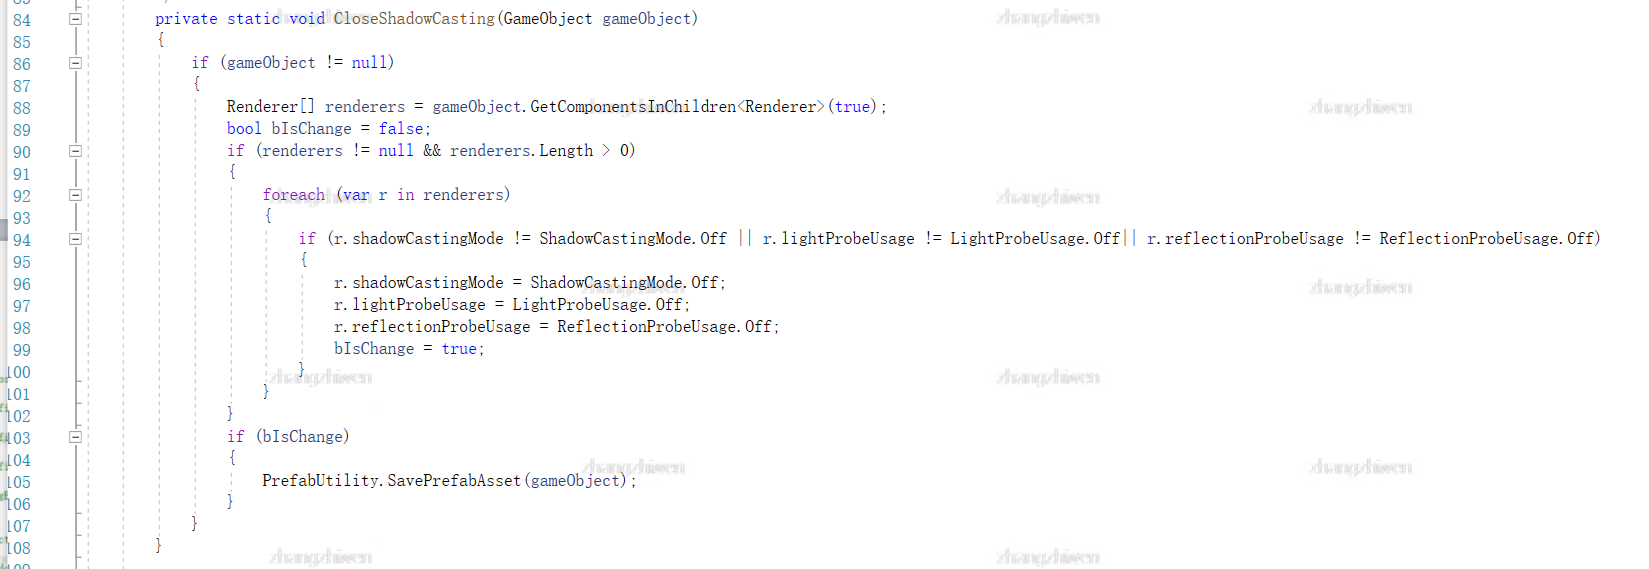 84 private static void CloseShadowCasting(GameObject gameObject)
85 {
86 if (gameObject != null)
87 {
88 Renderer[] renderers = gameObject.GetComponentsInChildren<Renderer>(true);
89 bool bIsChange = false;
90 if (renderers != null && renderers.Length > 0)
91 {
92 foreach (var r in renderers)
93 {
94 if (r.shadowCastingMode != ShadowCastingMode.Off || r.lightProbeUsage != LightProbeUsage.Off|| r.reflectionProbeUsage != ReflectionProbeUsage.Off)
95 {
96 r.shadowCastingMode = ShadowCastingMode.Off;
97 r.lightProbeUsage = LightProbeUsage.Off;
98 r.reflectionProbeUsage = ReflectionProbeUsage.Off;
99 bIsChange = true;
100 }
101 }
102 }
103 if (bIsChange)
104 {
105 PrefabUtility.SavePrefabAsset(gameObject);
106 }
107 }
108 }